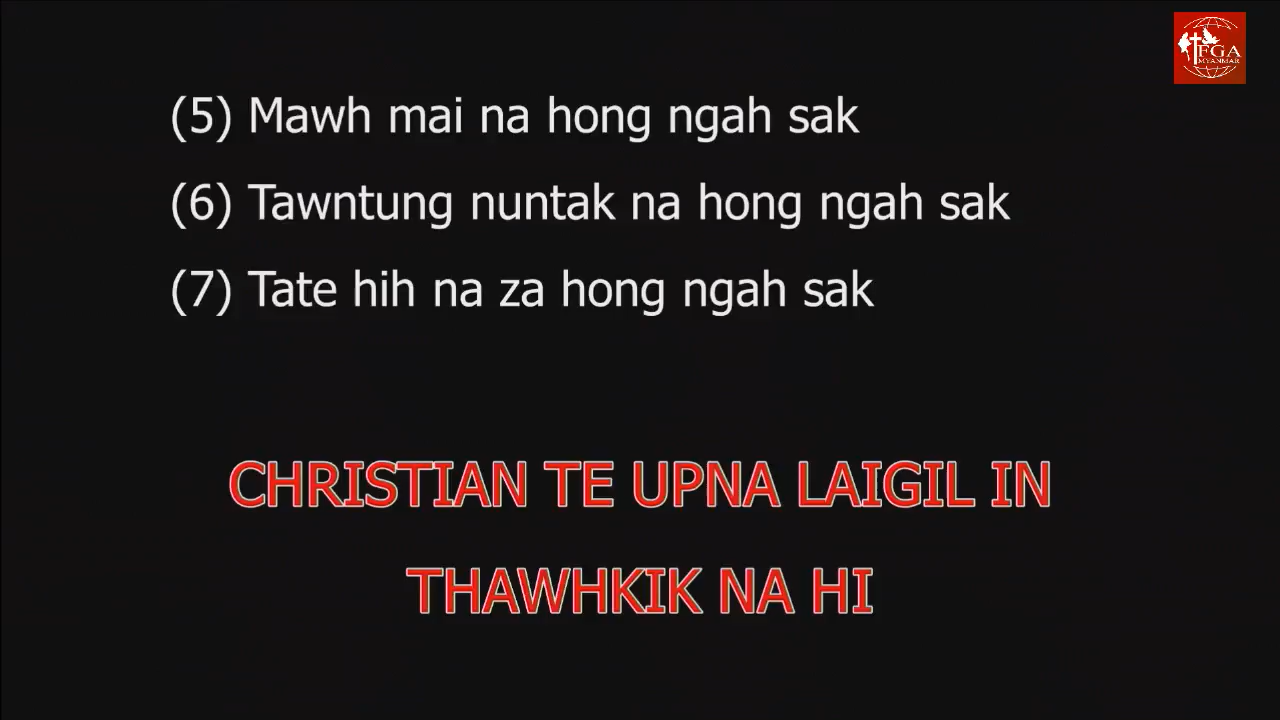 FGA
MYANMAR
(5) Mawh mai na hong ngah sak
(6) Tawntung nuntak na hong ngah sak
(7) Tate hih na za hong ngah sak
CHRISTIAN TE UPNA LAIGIL IN
THAWHKIK NA HI